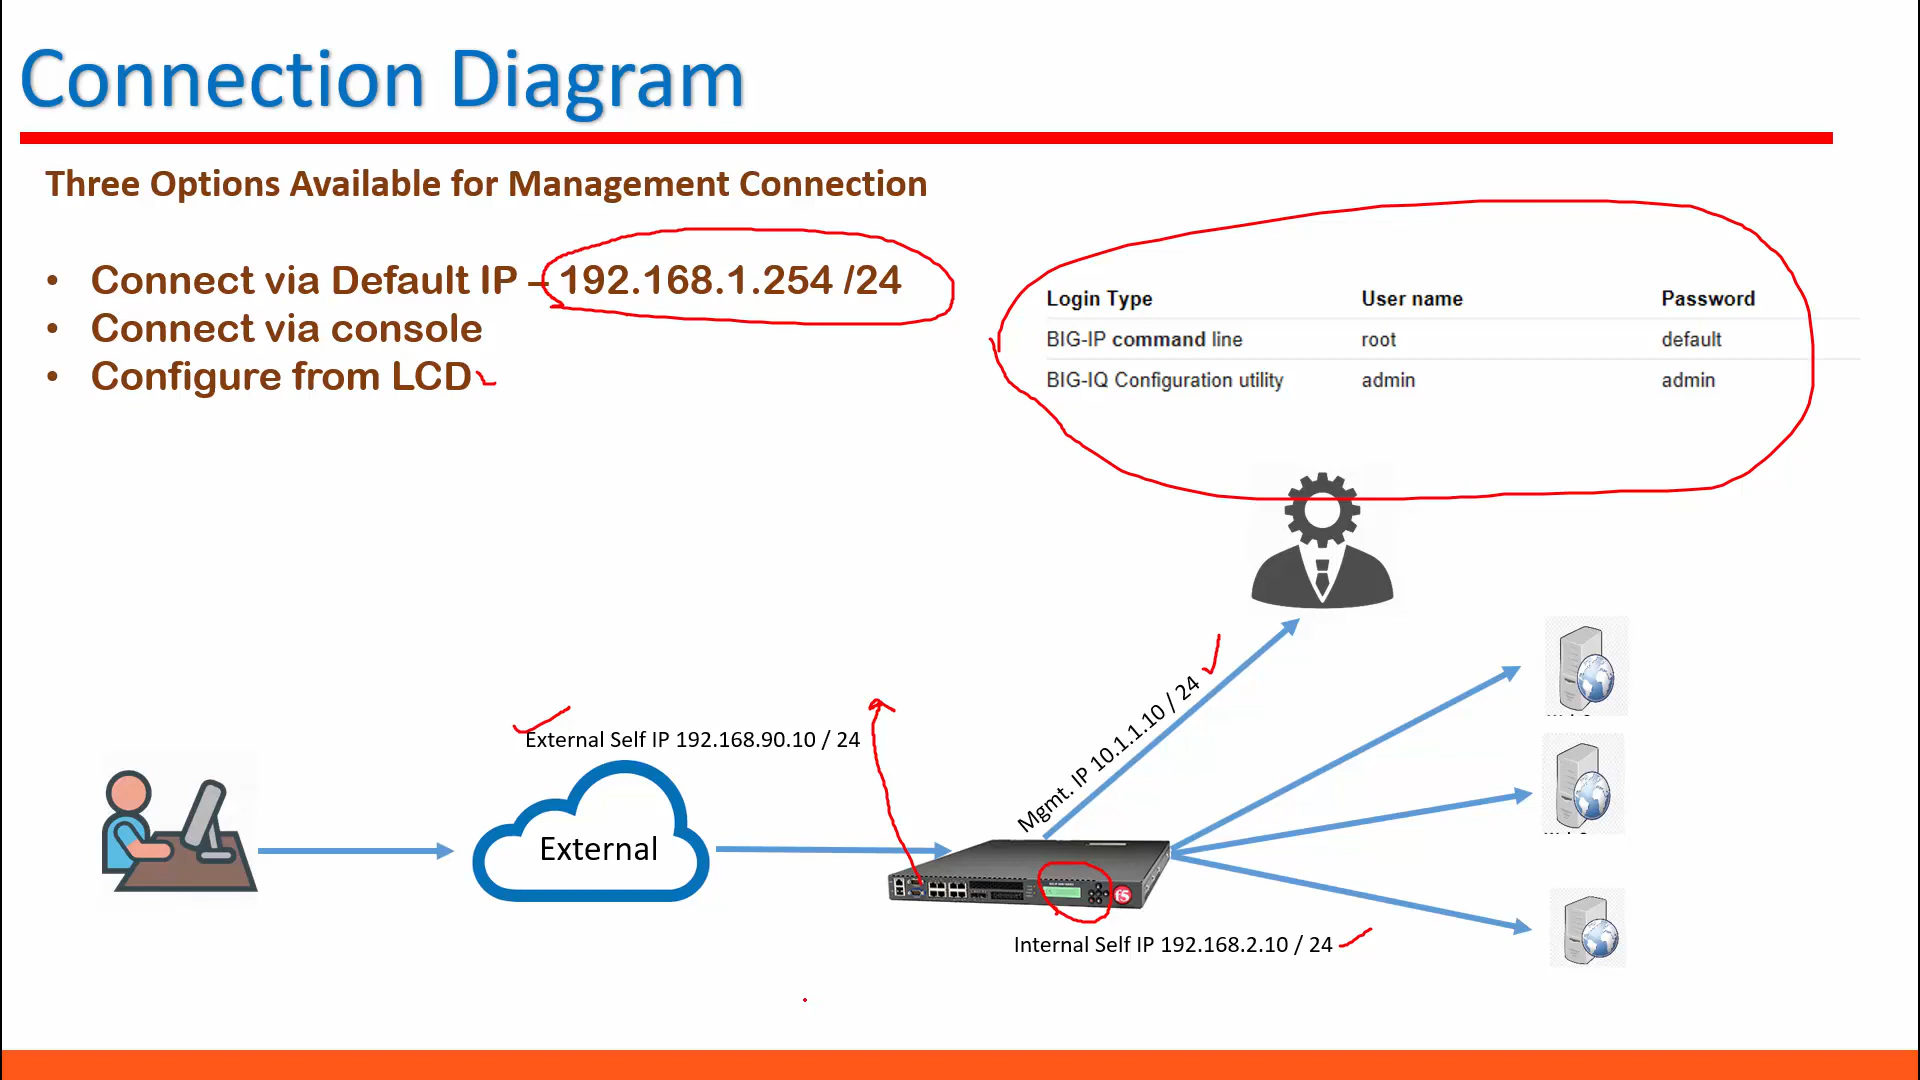 Connection Diagram
Three Options Available for Management Connection
• Connect via Default IP – 192.168.1.254 /24
• Connect via console
• Configure from LCD
Login Type User name Password
BIG-IP command line root default
BIG-IQ Configuration utility admin admin
Mgmt. IP 10.1.1.10 / 24
External Self IP 192.168.90.10 / 24
External
f5
Internal Self IP 192.168.2.10 / 24